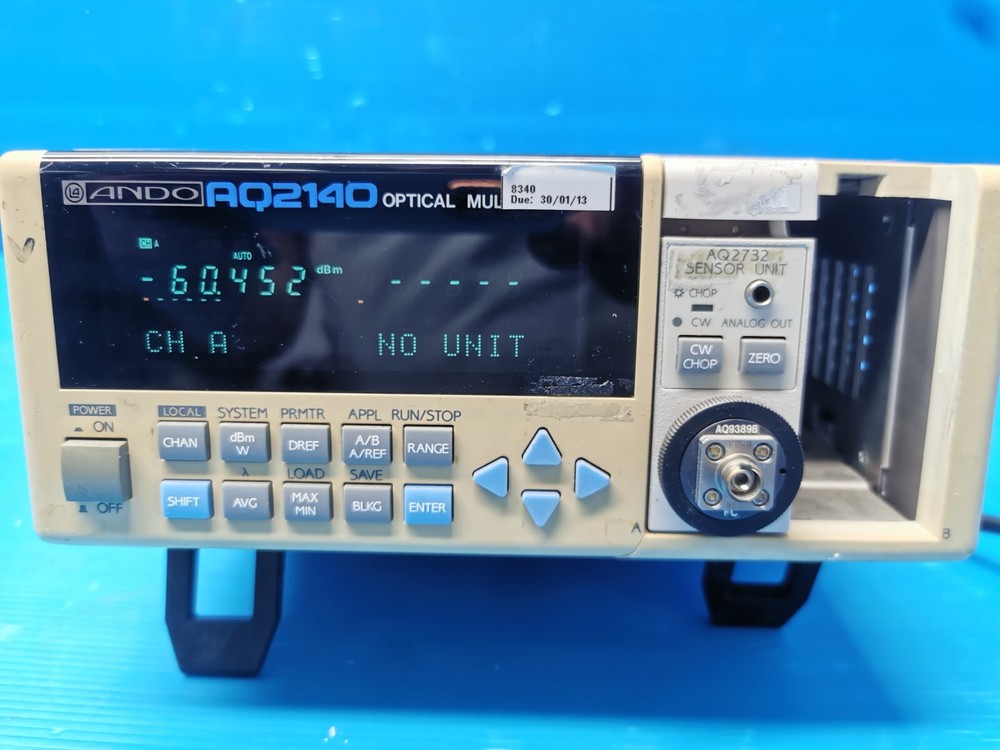 ANDO AQ2140 OPTICAL MUL
8340
Due: 30/01/13
CH A
AUTO
-60.452 dBm - - - - -
CH A NO UNIT
AQ2732
SENSOR UNIT
CHOP
CW ANALOG OUT
CW
CHOP
ZERO
POWER
ON
OFF
LOCAL SYSTEM PRMTR APPL RUN/STOP
CHAN
dBm
W
DREF
A/B
A/REF
RANGE
λ LOAD SAVE
SHIFT
AVG
MAX
MIN
BLKG
ENTER
AQ9389B
FC
A
B